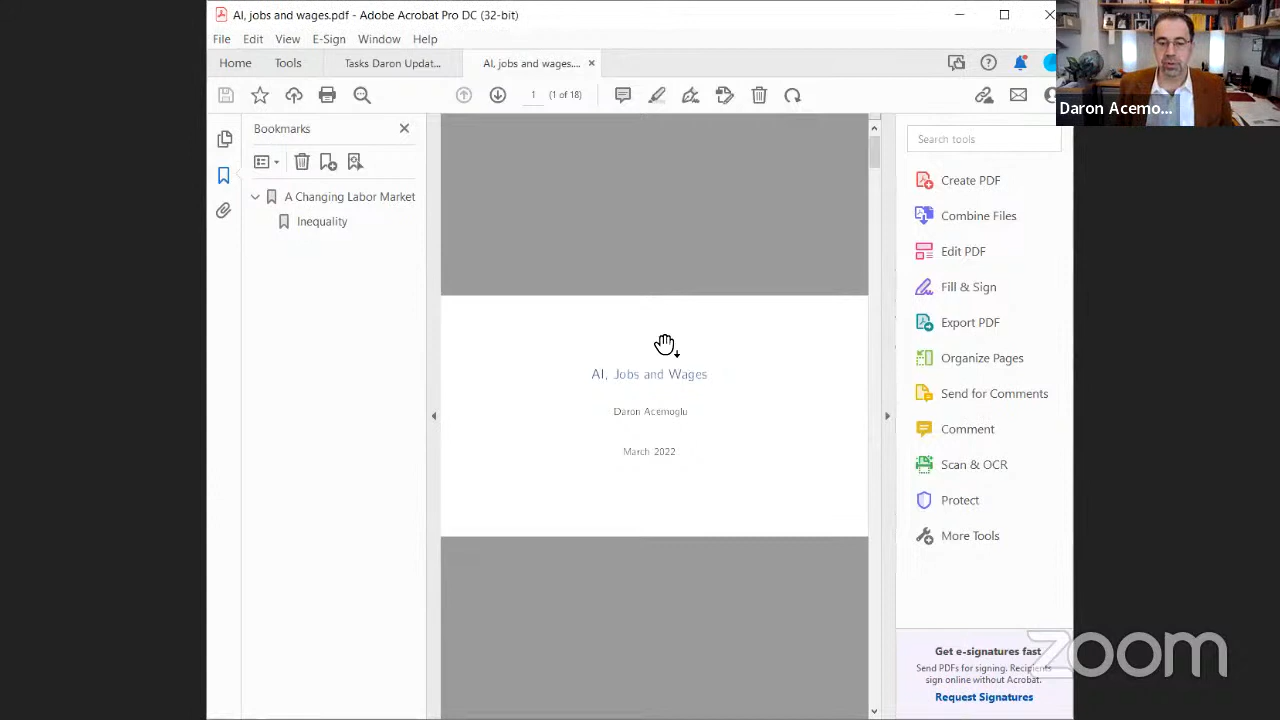 AI, jobs and wages.pdf - Adobe Acrobat Pro DC (32-bit)
File Edit View E-Sign Window Help
Home Tools Tasks Daron Updat... AI, jobs and wages....
1 (1 of 18)
Daron Acemo...
Bookmarks
A Changing Labor Market
Inequality
AI, Jobs and Wages
Daron Acemoglu
March 2022
Search tools
Create PDF
Combine Files
Edit PDF
Fill & Sign
Export PDF
Organize Pages
Send for Comments
Comment
Scan & OCR
Protect
More Tools
Get e-signatures fast
Send PDFs for signing. Recipients
sign online without Acrobat.
Request Signatures
zoom